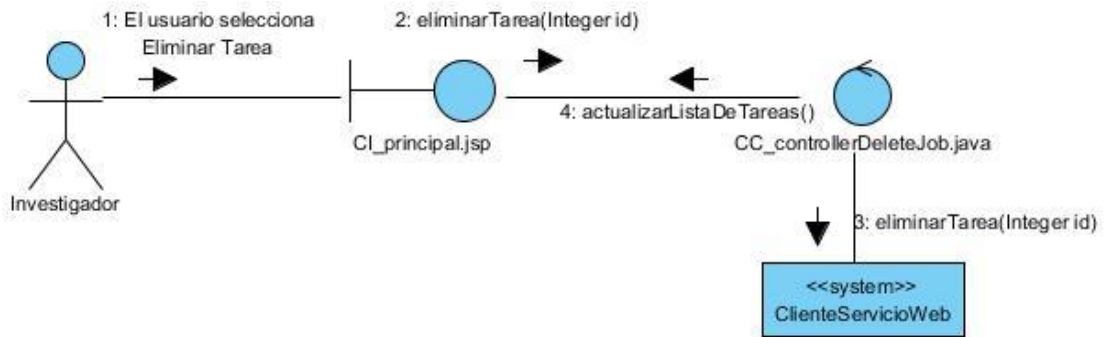 1: El usuario selecciona
Eliminar Tarea
2: eliminarTarea(Integer id)
4: actualizarListaDeTareas()
CI_principal.jsp
CC_controllerDeleteJob.java
Investigador
3: eliminarTarea(Integer id)
<<system>>
ClienteServicioWeb